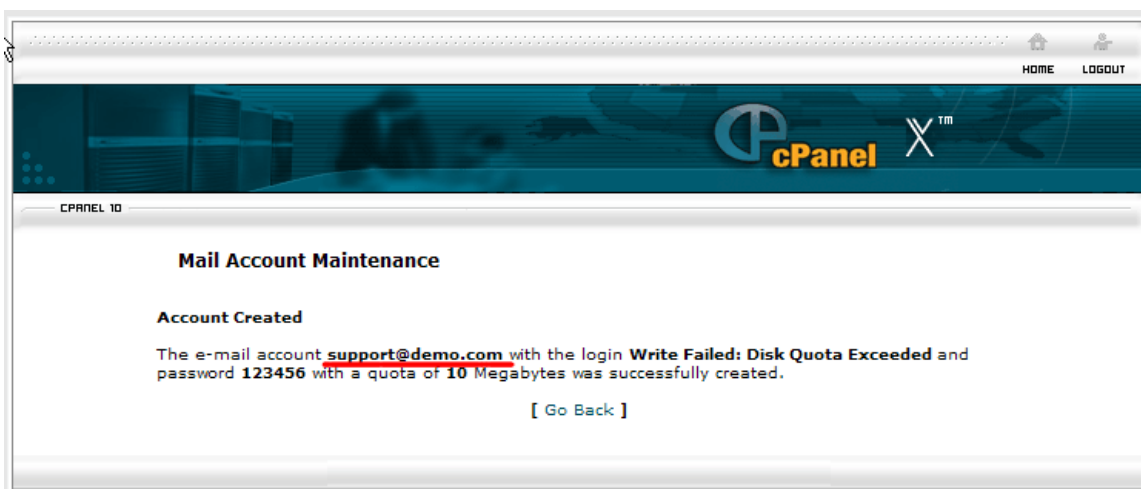 HOME LOGOUT
cPanel X™
CPANEL 10
Mail Account Maintenance
Account Created
The e-mail account support@demo.com with the login Write Failed: Disk Quota Exceeded and
password 123456 with a quota of 10 Megabytes was successfully created.
[ Go Back ]